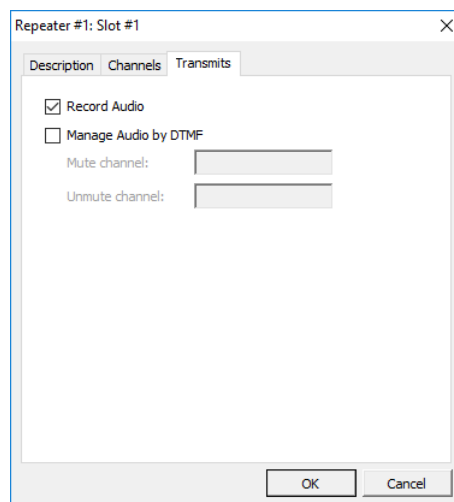 Repeater #1: Slot #1
Description Channels Transmits
Record Audio
Manage Audio by DTMF
Mute channel:
Unmute channel:
OK Cancel